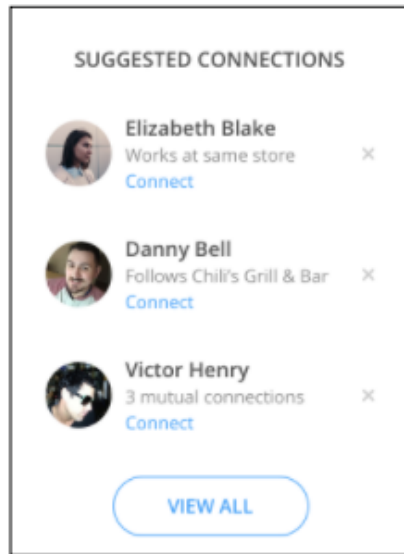 SUGGESTED CONNECTIONS
Elizabeth Blake
Works at same store
Connect
Danny Bell
Follows Chili's Grill & Bar
Connect
Victor Henry
3 mutual connections
Connect
VIEW ALL